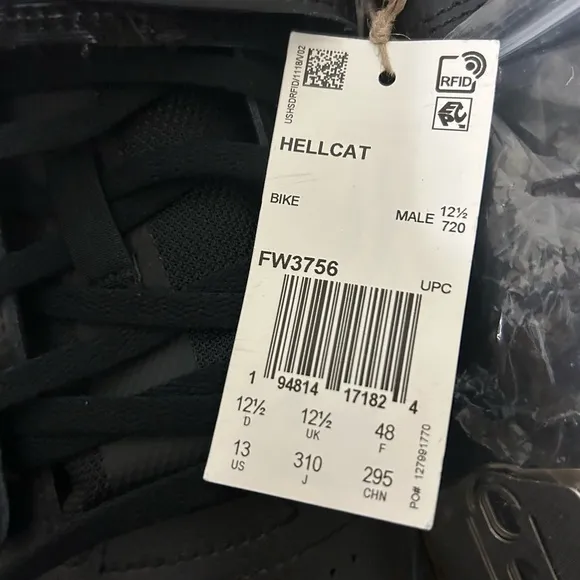 USHSDRFID/1118/V02
RFID
EPC
HELLCAT
BIKE
MALE 12½
720
FW3756
UPC
1 94814 17182 4
12½ 12½ 48
D UK F
13 310 295
US J CHN
PO# 127991770